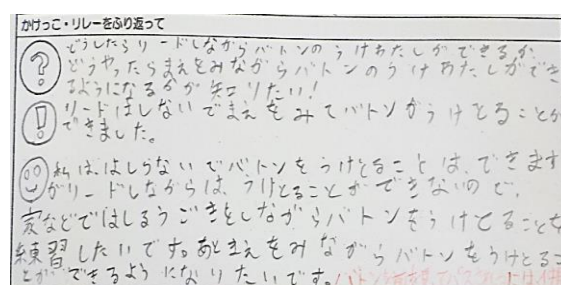 かけっこ・リレーをふり返って
どうしたらリードしながらバトンのうけわたしができるか
どうやったらまえをみながらバトンのうけわたしができ
るようになるかが知りたい!
リードはしないでまえをみてバトンがうけとることが
できました。
私は、はしらないでバトンをうけとることは、できます
がリードしながらは、うけとることができないので、
家などではしるうごきをしながらバトンをうけてることを
練習したいです。あとまえをみながらバトンをうけとるこ
とができるようになりたいです。バトン